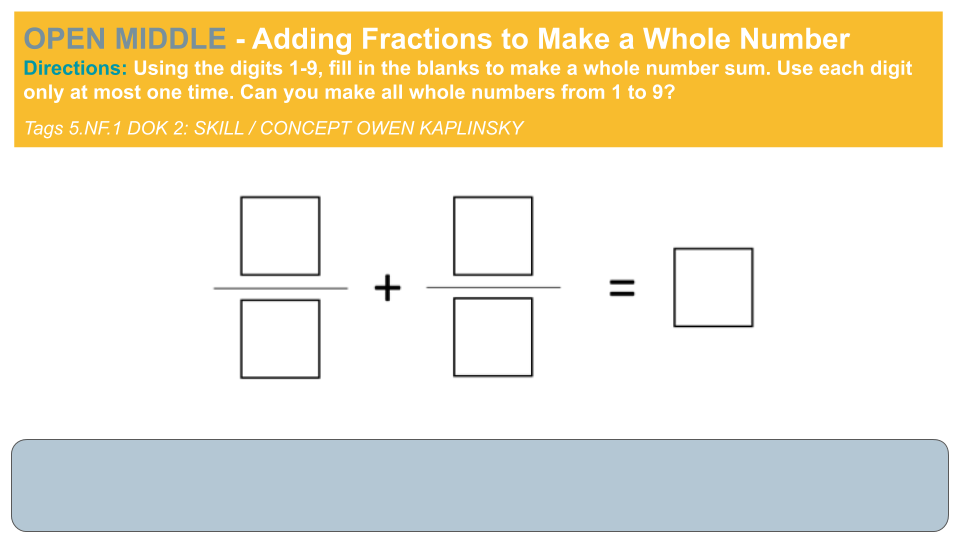 OPEN MIDDLE - Adding Fractions to Make a Whole Number
Directions: Using the digits 1-9, fill in the blanks to make a whole number sum. Use each digit
only at most one time. Can you make all whole numbers from 1 to 9?
Tags 5.NF.1 DOK 2: SKILL / CONCEPT OWEN KAPLINSKY
+ =